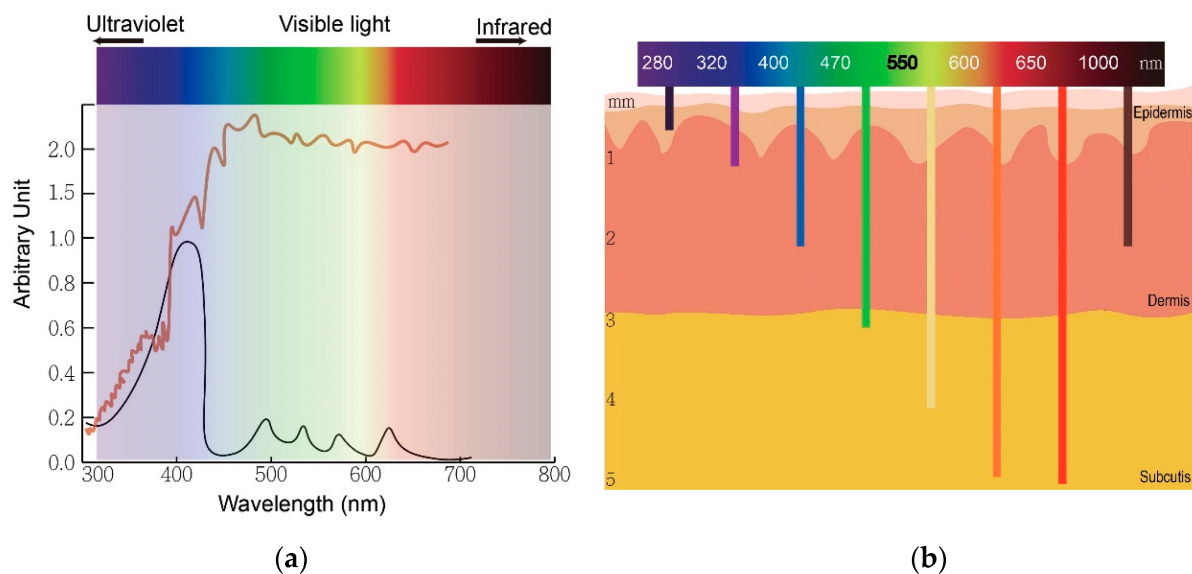 Ultraviolet Visible light Infrared
2.0
1.5
1.0
0.8
0.6
0.4
0.2
0.0
Arbitrary Unit
300 400 500 600 700 800
Wavelength (nm)
(a)
280 320 400 470 550 600 650 1000 nm
mm
Epidermis
1
2
Dermis
3
4
Subcutis
5
(b)